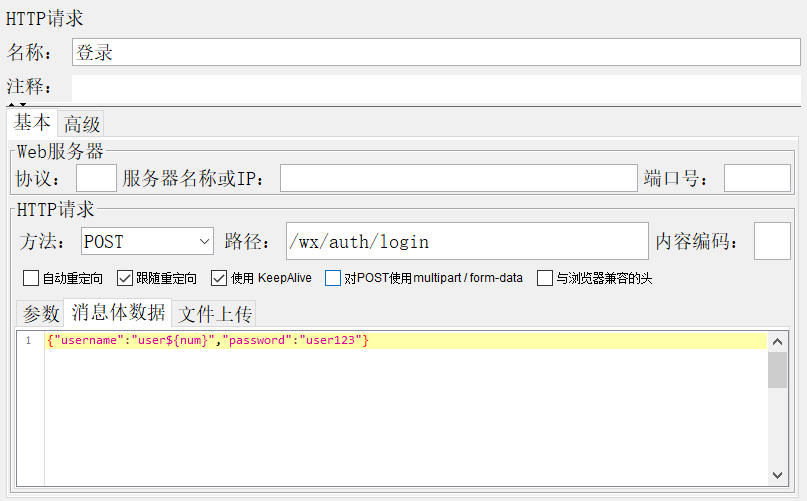 HTTP请求
名称： 登录
注释：
基本 高级
Web服务器
协议： 服务器名称或IP： 端口号：
HTTP请求
方法： POST 路径： /wx/auth/login 内容编码：
自动重定向 跟随重定向 使用 KeepAlive 对POST使用multipart / form-data 与浏览器兼容的头
参数 消息体数据 文件上传
1 {"username":"user${num}","password":"user123"}